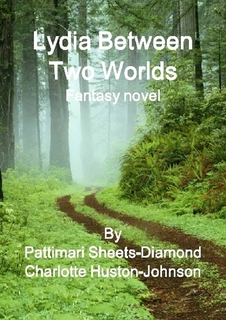 Lydia Between
Two Worlds
Fantasy novel
By
Pattimari Sheets-Diamond
Charlotte Huston-Johnson